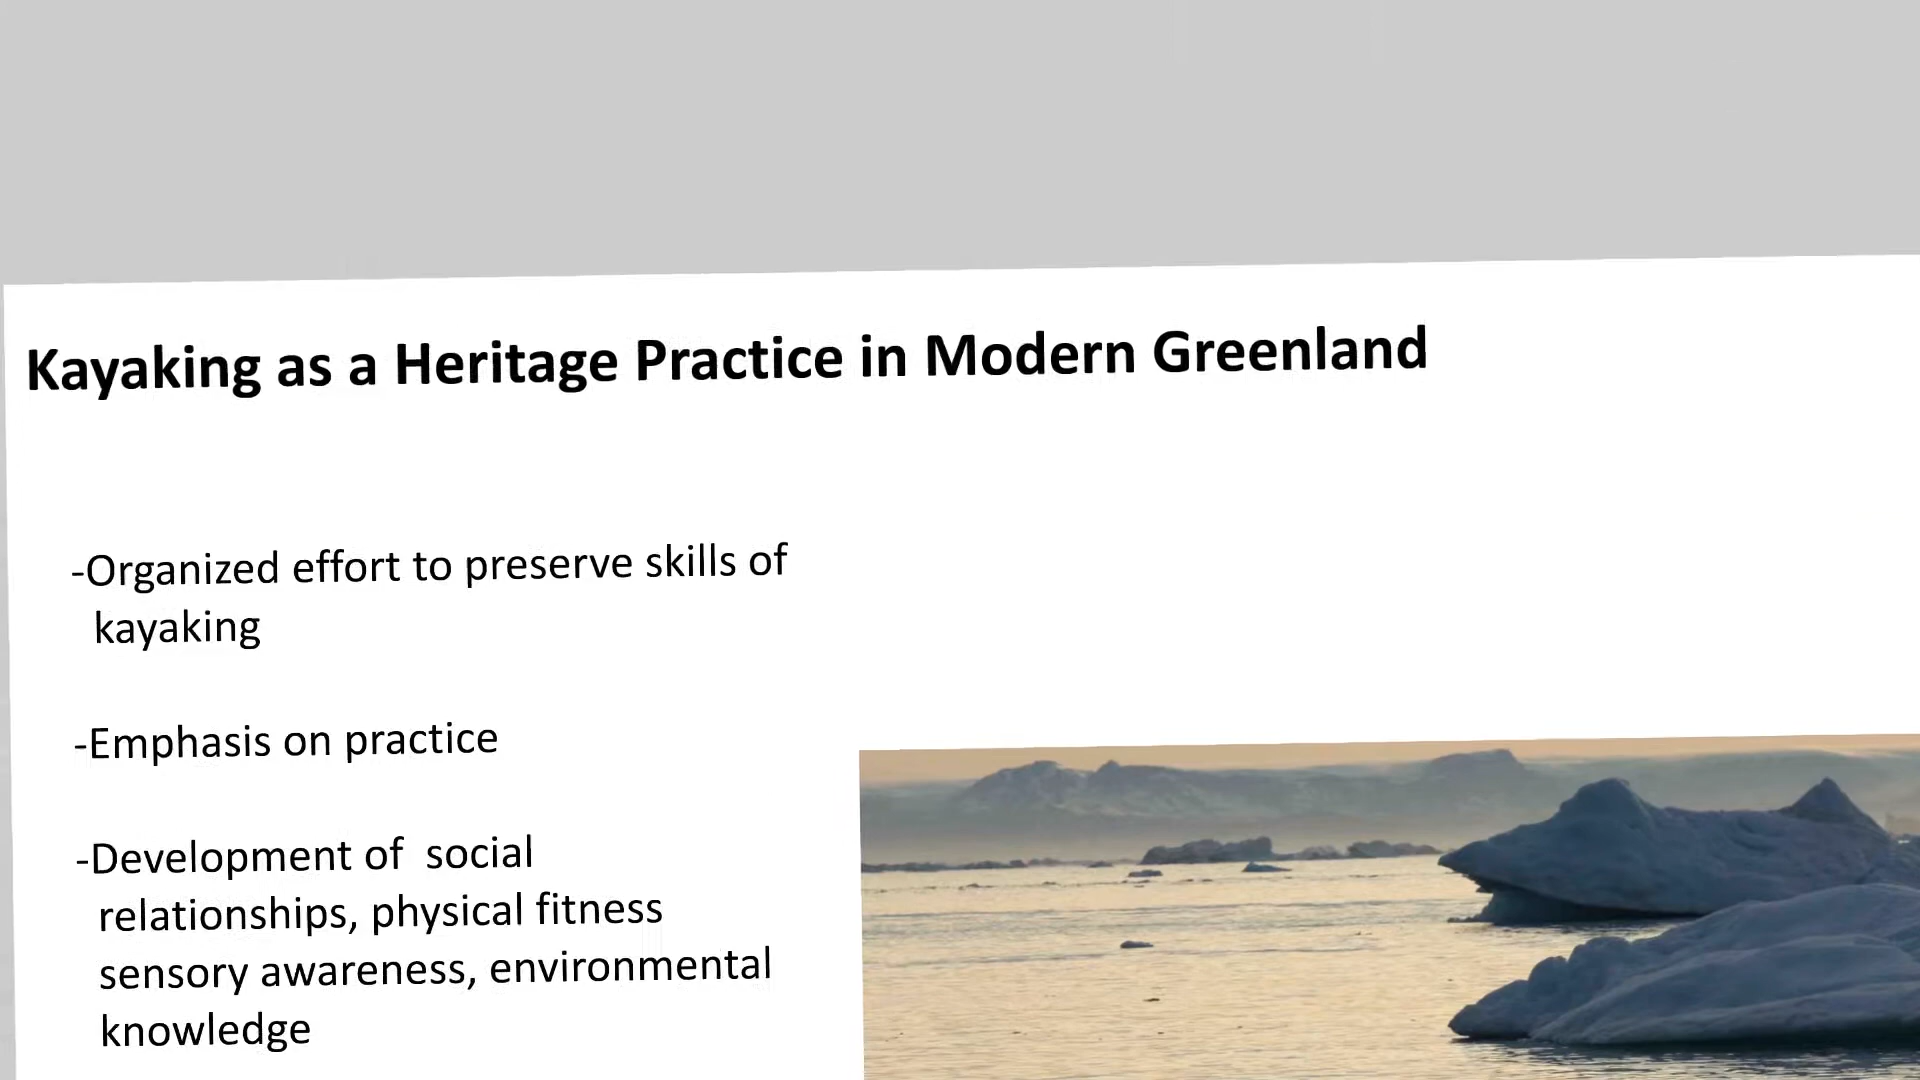 Kayaking as a Heritage Practice in Modern Greenland
-Organized effort to preserve skills of
kayaking
-Emphasis on practice
-Development of  social
relationships, physical fitness
sensory awareness, environmental
knowledge